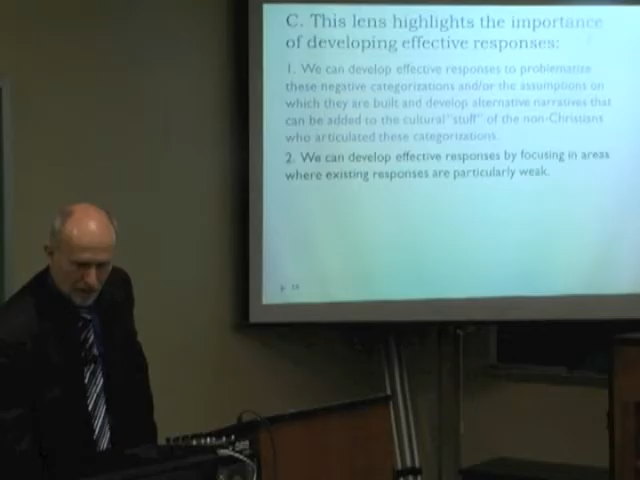 C. This lens highlights the importance
of developing effective responses:
1. We can develop effective responses to problematize
these negative categorizations and/or the assumptions on
which they are built and develop alternative narratives that
can be added to the cultural "stuff" of the non-Christians
who articulated these categorizations.
2. We can develop effective responses by focusing in areas
where existing responses are particularly weak.